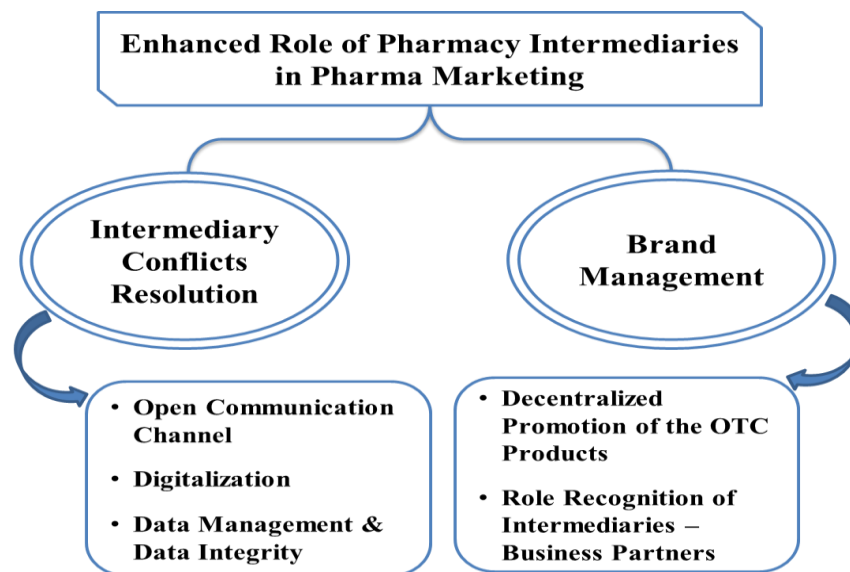 Enhanced Role of Pharmacy Intermediaries
in Pharma Marketing
Intermediary
Conflicts
Resolution
Brand
Management
• Open Communication
Channel
• Digitalization
• Data Management &
Data Integrity
• Decentralized
Promotion of the OTC
Products
• Role Recognition of
Intermediaries –
Business Partners